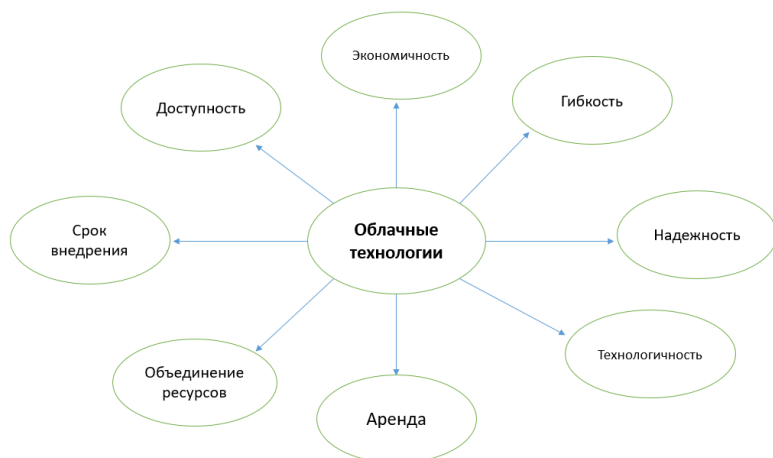 Экономичность
Доступность
Гибкость
Облачные
технологии
Срок
внедрения
Надежность
Технологичность
Объединение
ресурсов
Аренда